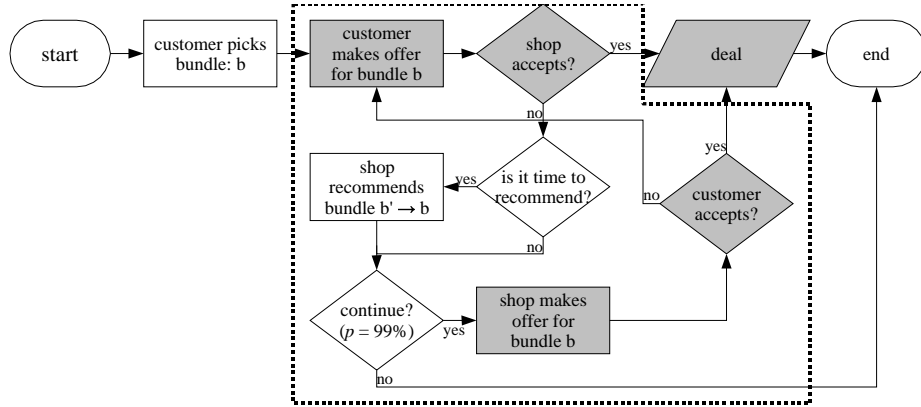 start
customer picks
bundle: b
customer
makes offer
for bundle b
shop
accepts?
yes
deal
end
no
yes
shop
recommends
bundle b' → b
yes
is it time to
recommend?
no
customer
accepts?
no
continue?
(p = 99%)
yes
shop makes
offer for
bundle b
no